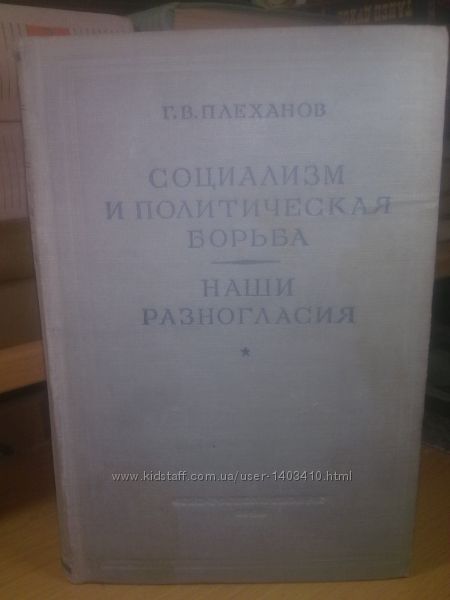 Г. В. ПЛЕХАНОВ
СОЦИАЛИЗМ
И ПОЛИТИЧЕСКАЯ
БОРЬБА
НАШИ
РАЗНОГЛАСИЯ
www.kidstaff.com.ua/user-1403410.html